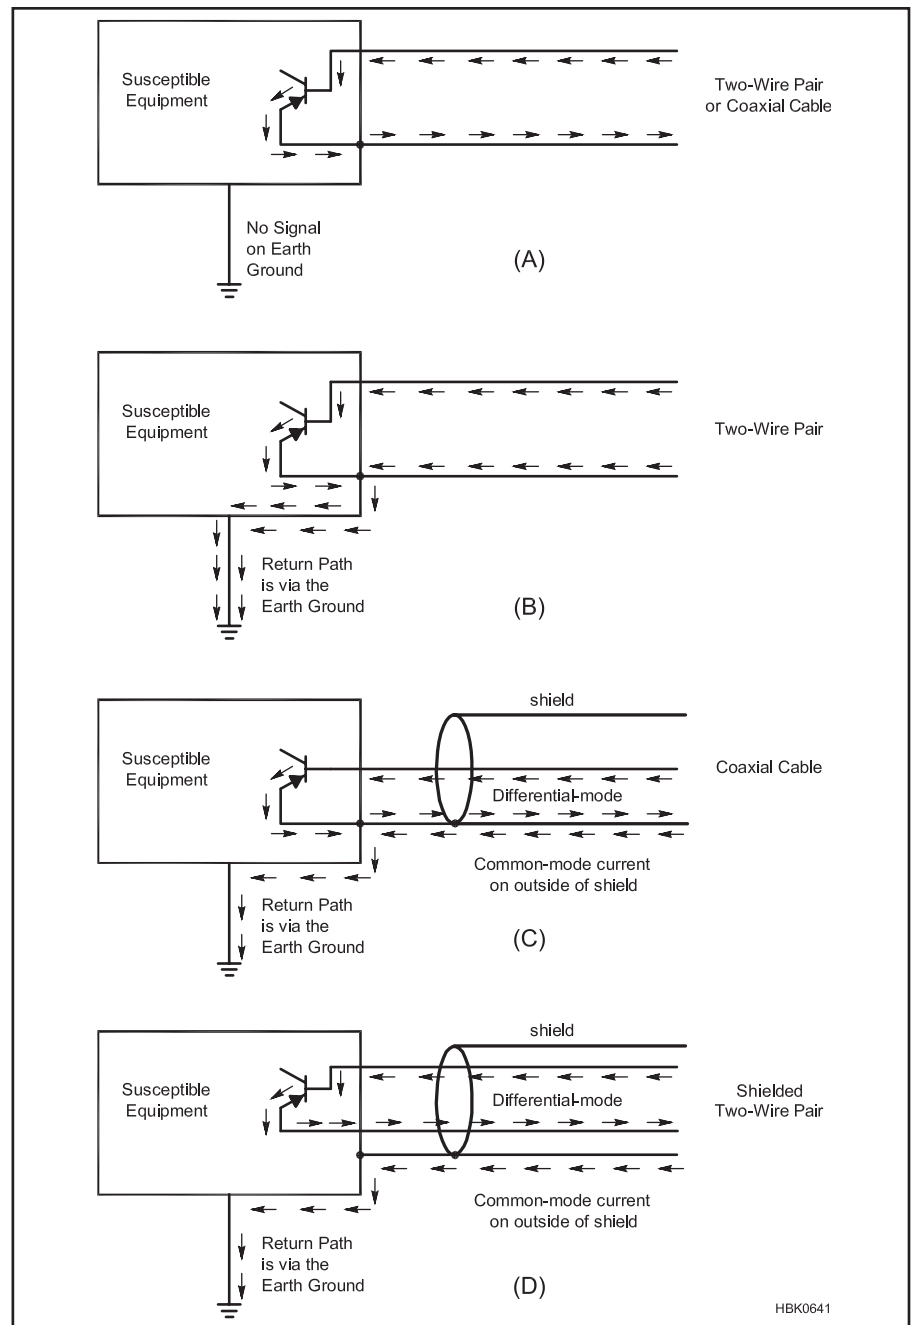 Susceptible
Equipment
Two-Wire Pair
or Coaxial Cable
No Signal
on Earth
Ground
(A)
Susceptible
Equipment
Two-Wire Pair
Return Path
is via the
Earth Ground
(B)
shield
Susceptible
Equipment
Coaxial Cable
Differential-mode
Common-mode current
on outside of shield
Return Path
is via the
Earth Ground
(C)
shield
Susceptible
Equipment
Differential-mode
Shielded
Two-Wire Pair
Common-mode current
on outside of shield
Return Path
is via the
Earth Ground
(D)
HBK0641